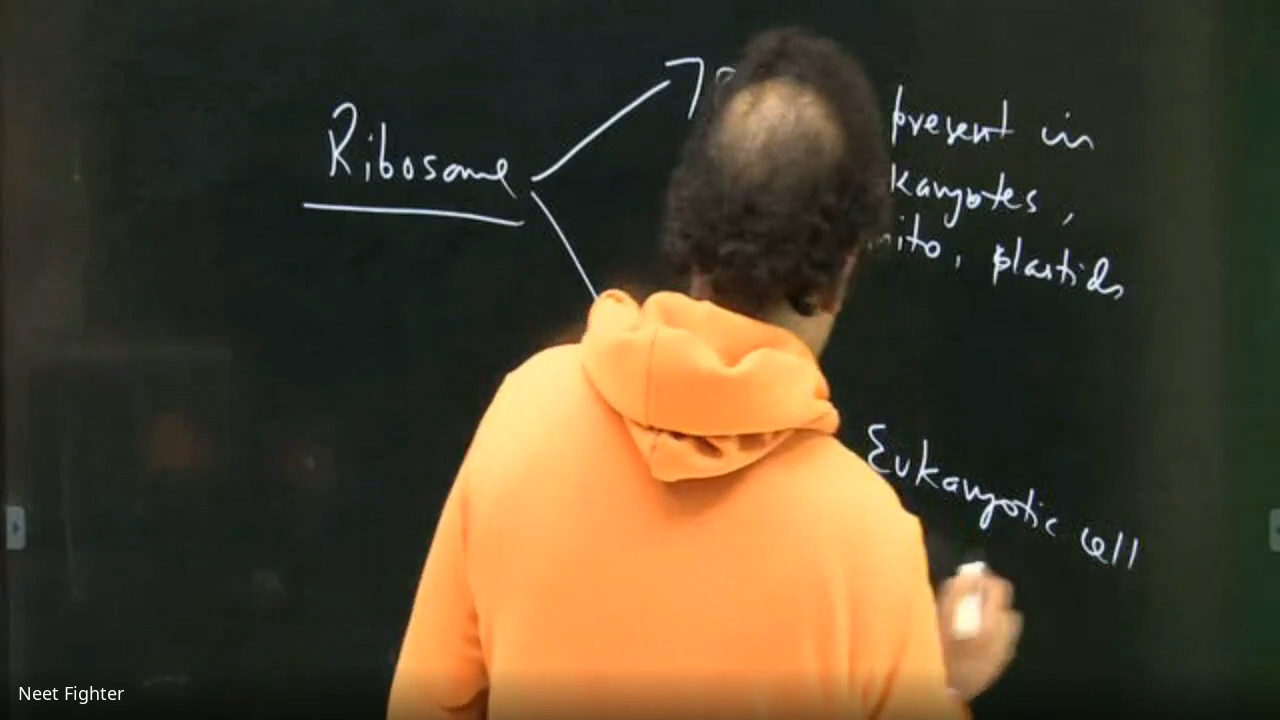 Ribosome
present in
karyotes,
mito, plastids
Eukaryotic cell
Neet Fighter